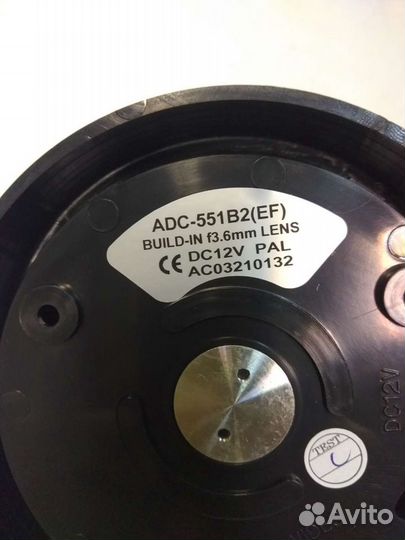 ADC-551B2(EF)
BUILD-IN f3.6mm LENS
CE DC12V PAL
AC03210132
DC12V
TEST
Avito